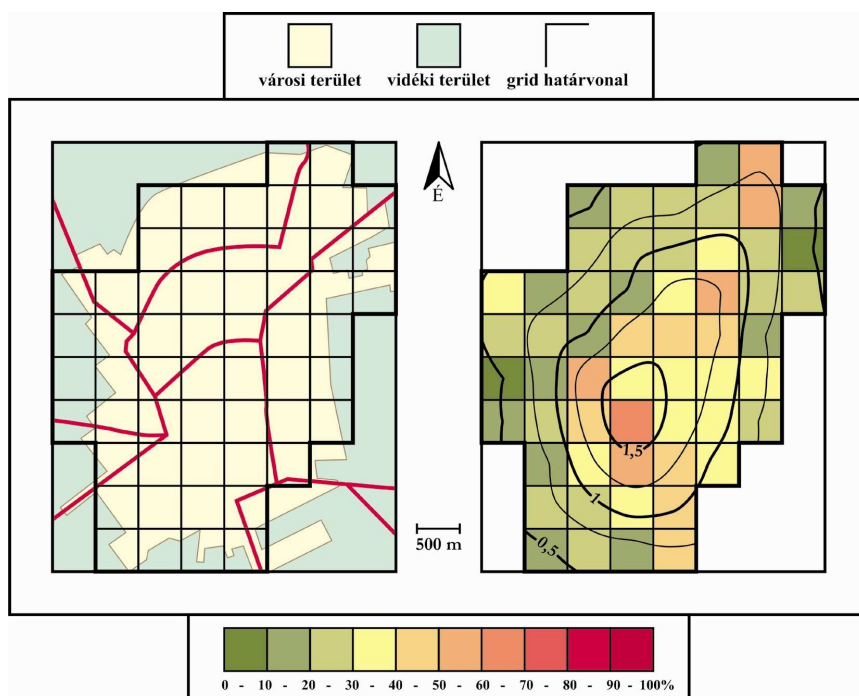 városi terület vidéki terület grid határvonal
É
1,5
1
0,5
500 m
0 - 10 - 20 - 30 - 40 - 50 - 60 - 70 - 80 - 90 - 100%